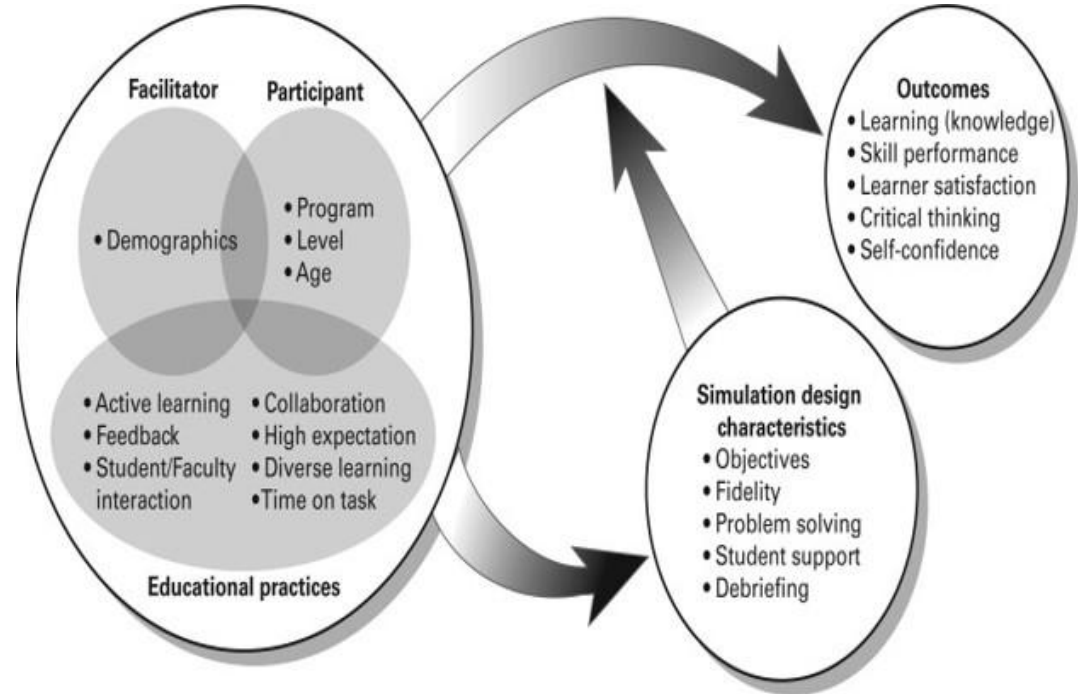 Facilitator
Participant
• Demographics
• Program
• Level
• Age
• Active learning
• Feedback
• Student/Faculty
interaction
• Collaboration
• High expectation
• Diverse learning
• Time on task
Educational practices
Outcomes
• Learning (knowledge)
• Skill performance
• Learner satisfaction
• Critical thinking
• Self-confidence
Simulation design
characteristics
• Objectives
• Fidelity
• Problem solving
• Student support
• Debriefing